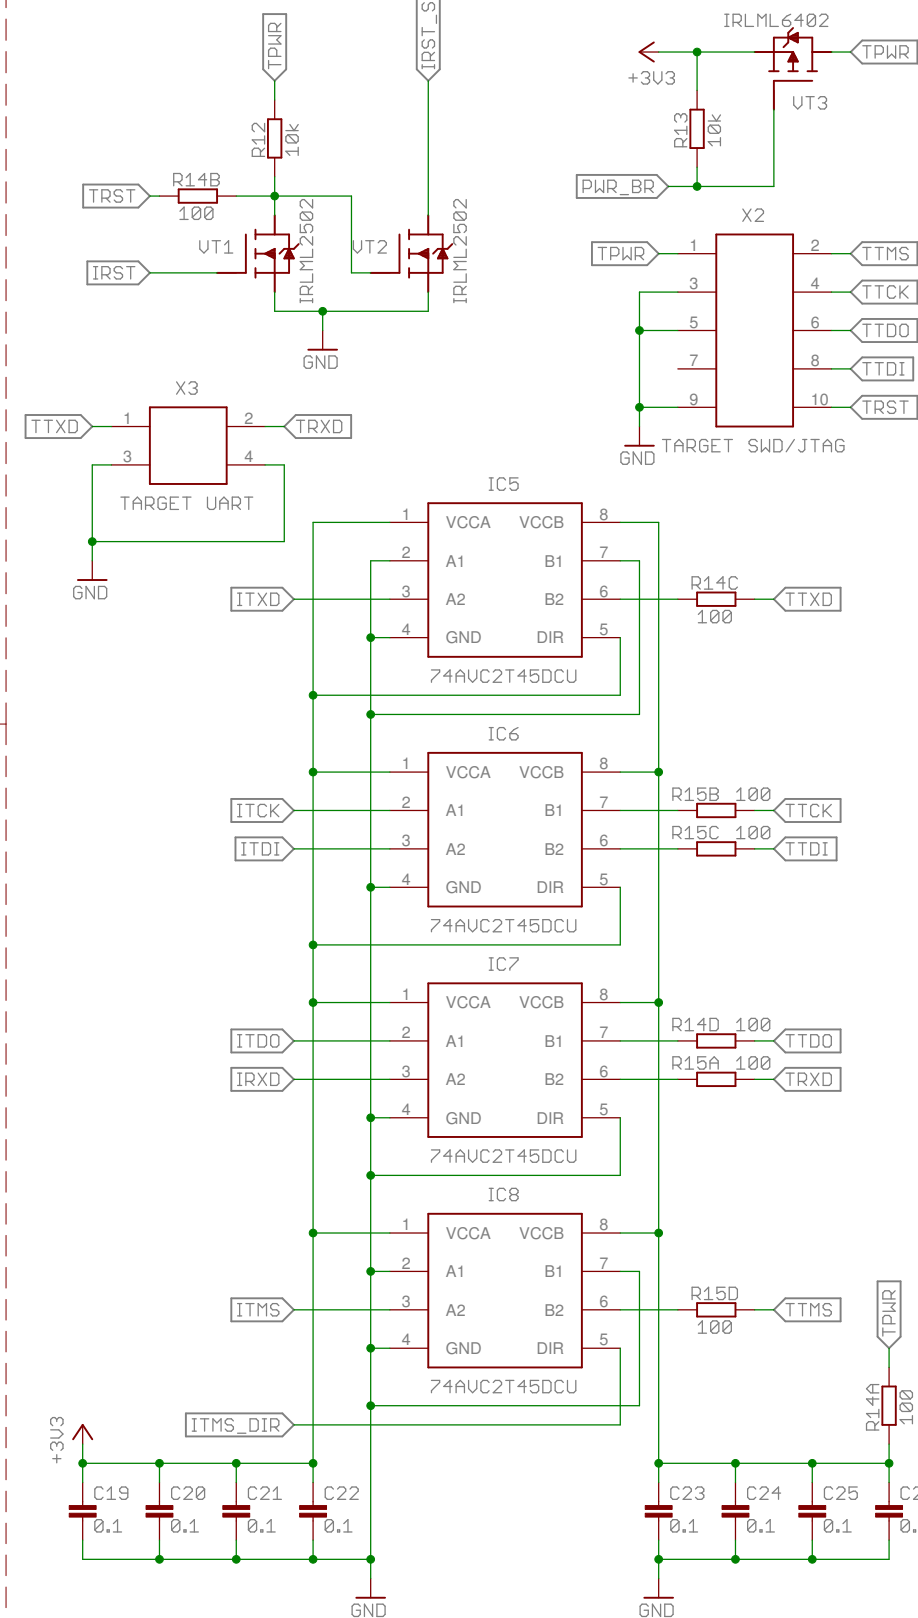 TPWR
IRST_S
IRLML6402
TPWR
+3V3
VT3
R12
10k
R13
10k
TRST
R14B
100
PWR_BR
VT1
IRLML2502
VT2
IRLML2502
IRST
GND
X2
TPWR 1 2 TTMS
3 4 TTCK
5 6 TTDO
7 8 TTDI
9 10 TRST
GND TARGET SWD/JTAG
X3
TTXD 1 2 TRXD
3 4
TARGET UART
GND
IC5
1 VCCA VCCB 8
2 A1 B1 7
ITXD 3 A2 B2 6 R14C 100 TTXD
4 GND DIR 5
74AVC2T45DCU
IC6
1 VCCA VCCB 8
ITCK 2 A1 B1 7 R15B 100 TTCK
ITDI 3 A2 B2 6 R15C 100 TTDI
4 GND DIR 5
74AVC2T45DCU
IC7
1 VCCA VCCB 8
ITDO 2 A1 B1 7 R14D 100 TTDO
IRXD 3 A2 B2 6 R15A 100 TRXD
4 GND DIR 5
74AVC2T45DCU
IC8
1 VCCA VCCB 8
2 A1 B1 7
ITMS 3 A2 B2 6 R15D 100 TTMS
4 GND DIR 5
74AVC2T45DCU
ITMS_DIR
TPWR
R14A
100
+3V3
C19 C20 C21 C22 C23 C24 C25
0.1 0.1 0.1 0.1 0.1 0.1 0.1
GND GND